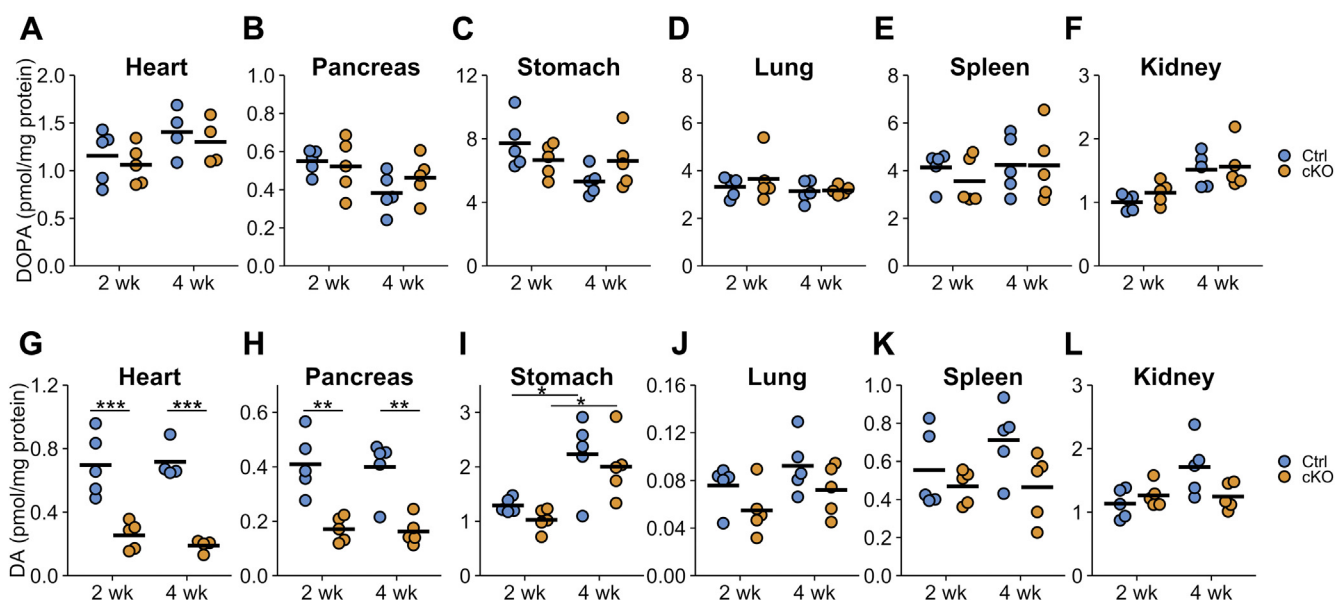 A B C D E F
Heart Pancreas Stomach Lung Spleen Kidney
DOPA (pmol/mg protein)
2.0 1.0 12 8 8 3
0.8
1.5 6 6
8 2
0.6
1.0 4 4
0.4
4 1
0.5 2 2
0.2
0.0 0.0 0 0 0 0
2 wk 4 wk 2 wk 4 wk 2 wk 4 wk 2 wk 4 wk 2 wk 4 wk 2 wk 4 wk
Ctrl
cKO
G H I J K L
Heart Pancreas Stomach Lung Spleen Kidney
DA (pmol/mg protein)
*** *** ** ** * *
1.2 0.16 1.0 3
0.6 3
0.12 0.8
0.8 2
0.4 2 0.6
0.08
0.4 0.4 1
0.2 1 0.04
0.2
0.0 0.0 0 0.00 0.0 0
2 wk 4 wk 2 wk 4 wk 2 wk 4 wk 2 wk 4 wk 2 wk 4 wk 2 wk 4 wk
Ctrl
cKO